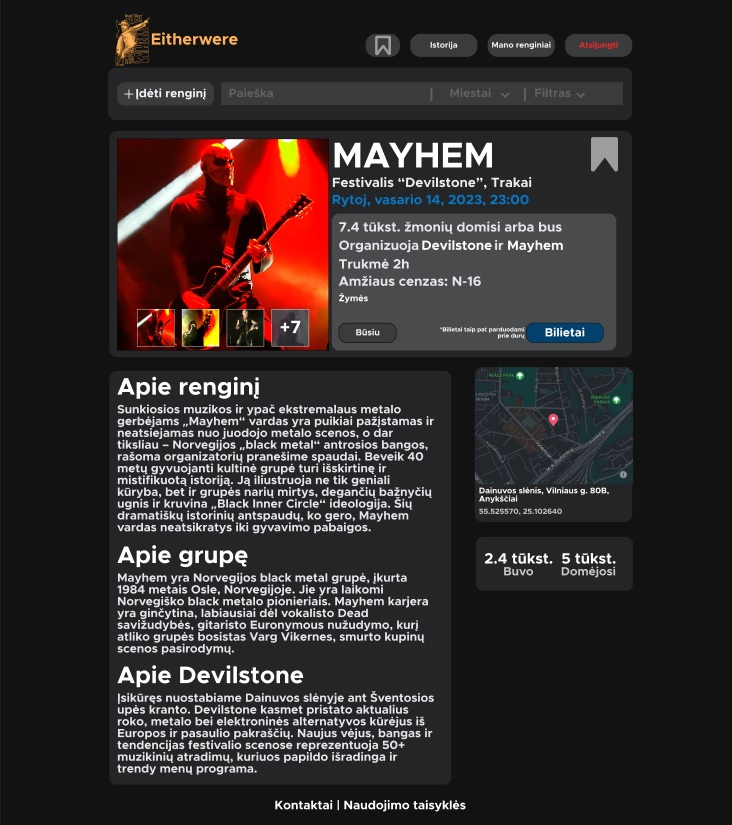 Eitherwere
Istorija
Mano renginiai
Atsijungti
+Įdėti renginį
Paieška
| Miestai
| Filtras
MAYHEM
Festivalis “Devilstone”, Trakai
Rytoj, vasario 14, 2023, 23:00
7.4 tūkst. žmonių domisi arba bus
Organizuoja Devilstone ir Mayhem
Trukmė 2h
Amžiaus cenzas: N-16
Žymės
+7
Būsiu
*Bilietai taip pat parduodami
prie durų
Bilietai
Apie renginį
Sunkiosios muzikos ir ypač ekstremalaus metalo
gerbėjams „Mayhem“ vardas yra puikiai pažįstamas ir
neatsiejamas nuo juodojo metalo scenos, o dar
tiksliau – Norvegijos „black metal“ antrosios bangos,
rašoma organizatorių pranešime spaudai. Beveik 40
metų gyvuojanti kultinė grupė turi išskirtinę ir
mistifikuotą istoriją. Ją iliustruoja ne tik geniali
kūryba, bet ir grupės narių mirtys, degančių bažnyčių
ugnis ir kruvina „Black Inner Circle“ ideologija. Šių
dramatiškų istorinių antspaudų, ko gero, Mayhem
vardas neatsikratys iki gyvavimo pabaigos.
Apie grupę
Mayhem yra Norvegijos black metal grupė, įkurta
1984 metais Osle, Norvegijoje. Jie yra laikomi
Norvegiško black metalo pionieriais. Mayhem karjera
yra ginčytina, labiausiai dėl vokalisto Dead
savižudybės, gitaristo Euronymous nužudymo, kurį
atliko grupės bosistas Varg Vikernes, smurto kupinų
scenos pasirodymų.
Apie Devilstone
Įsikūręs nuostabiame Dainuvos slėnyje ant Šventosios
upės kranto. Devilstone kasmet pristato aktualius
roko, metalo bei elektroninės alternatyvos kūrėjus iš
Europos ir pasaulio pakraščių. Naujus vėjus, bangas ir
tendencijas festivalio scenose reprezentuoja 50+
muzikinių atradimų, kuriuos papildo išradinga ir
trendy menų programa.
Dainuvos slėnis, Vilniaus g. 80B,
Anykščiai
55.525570, 25.102640
2.4 tūkst. 5 tūkst.
Buvo Domėjosi
Kontaktai | Naudojimo taisyklės